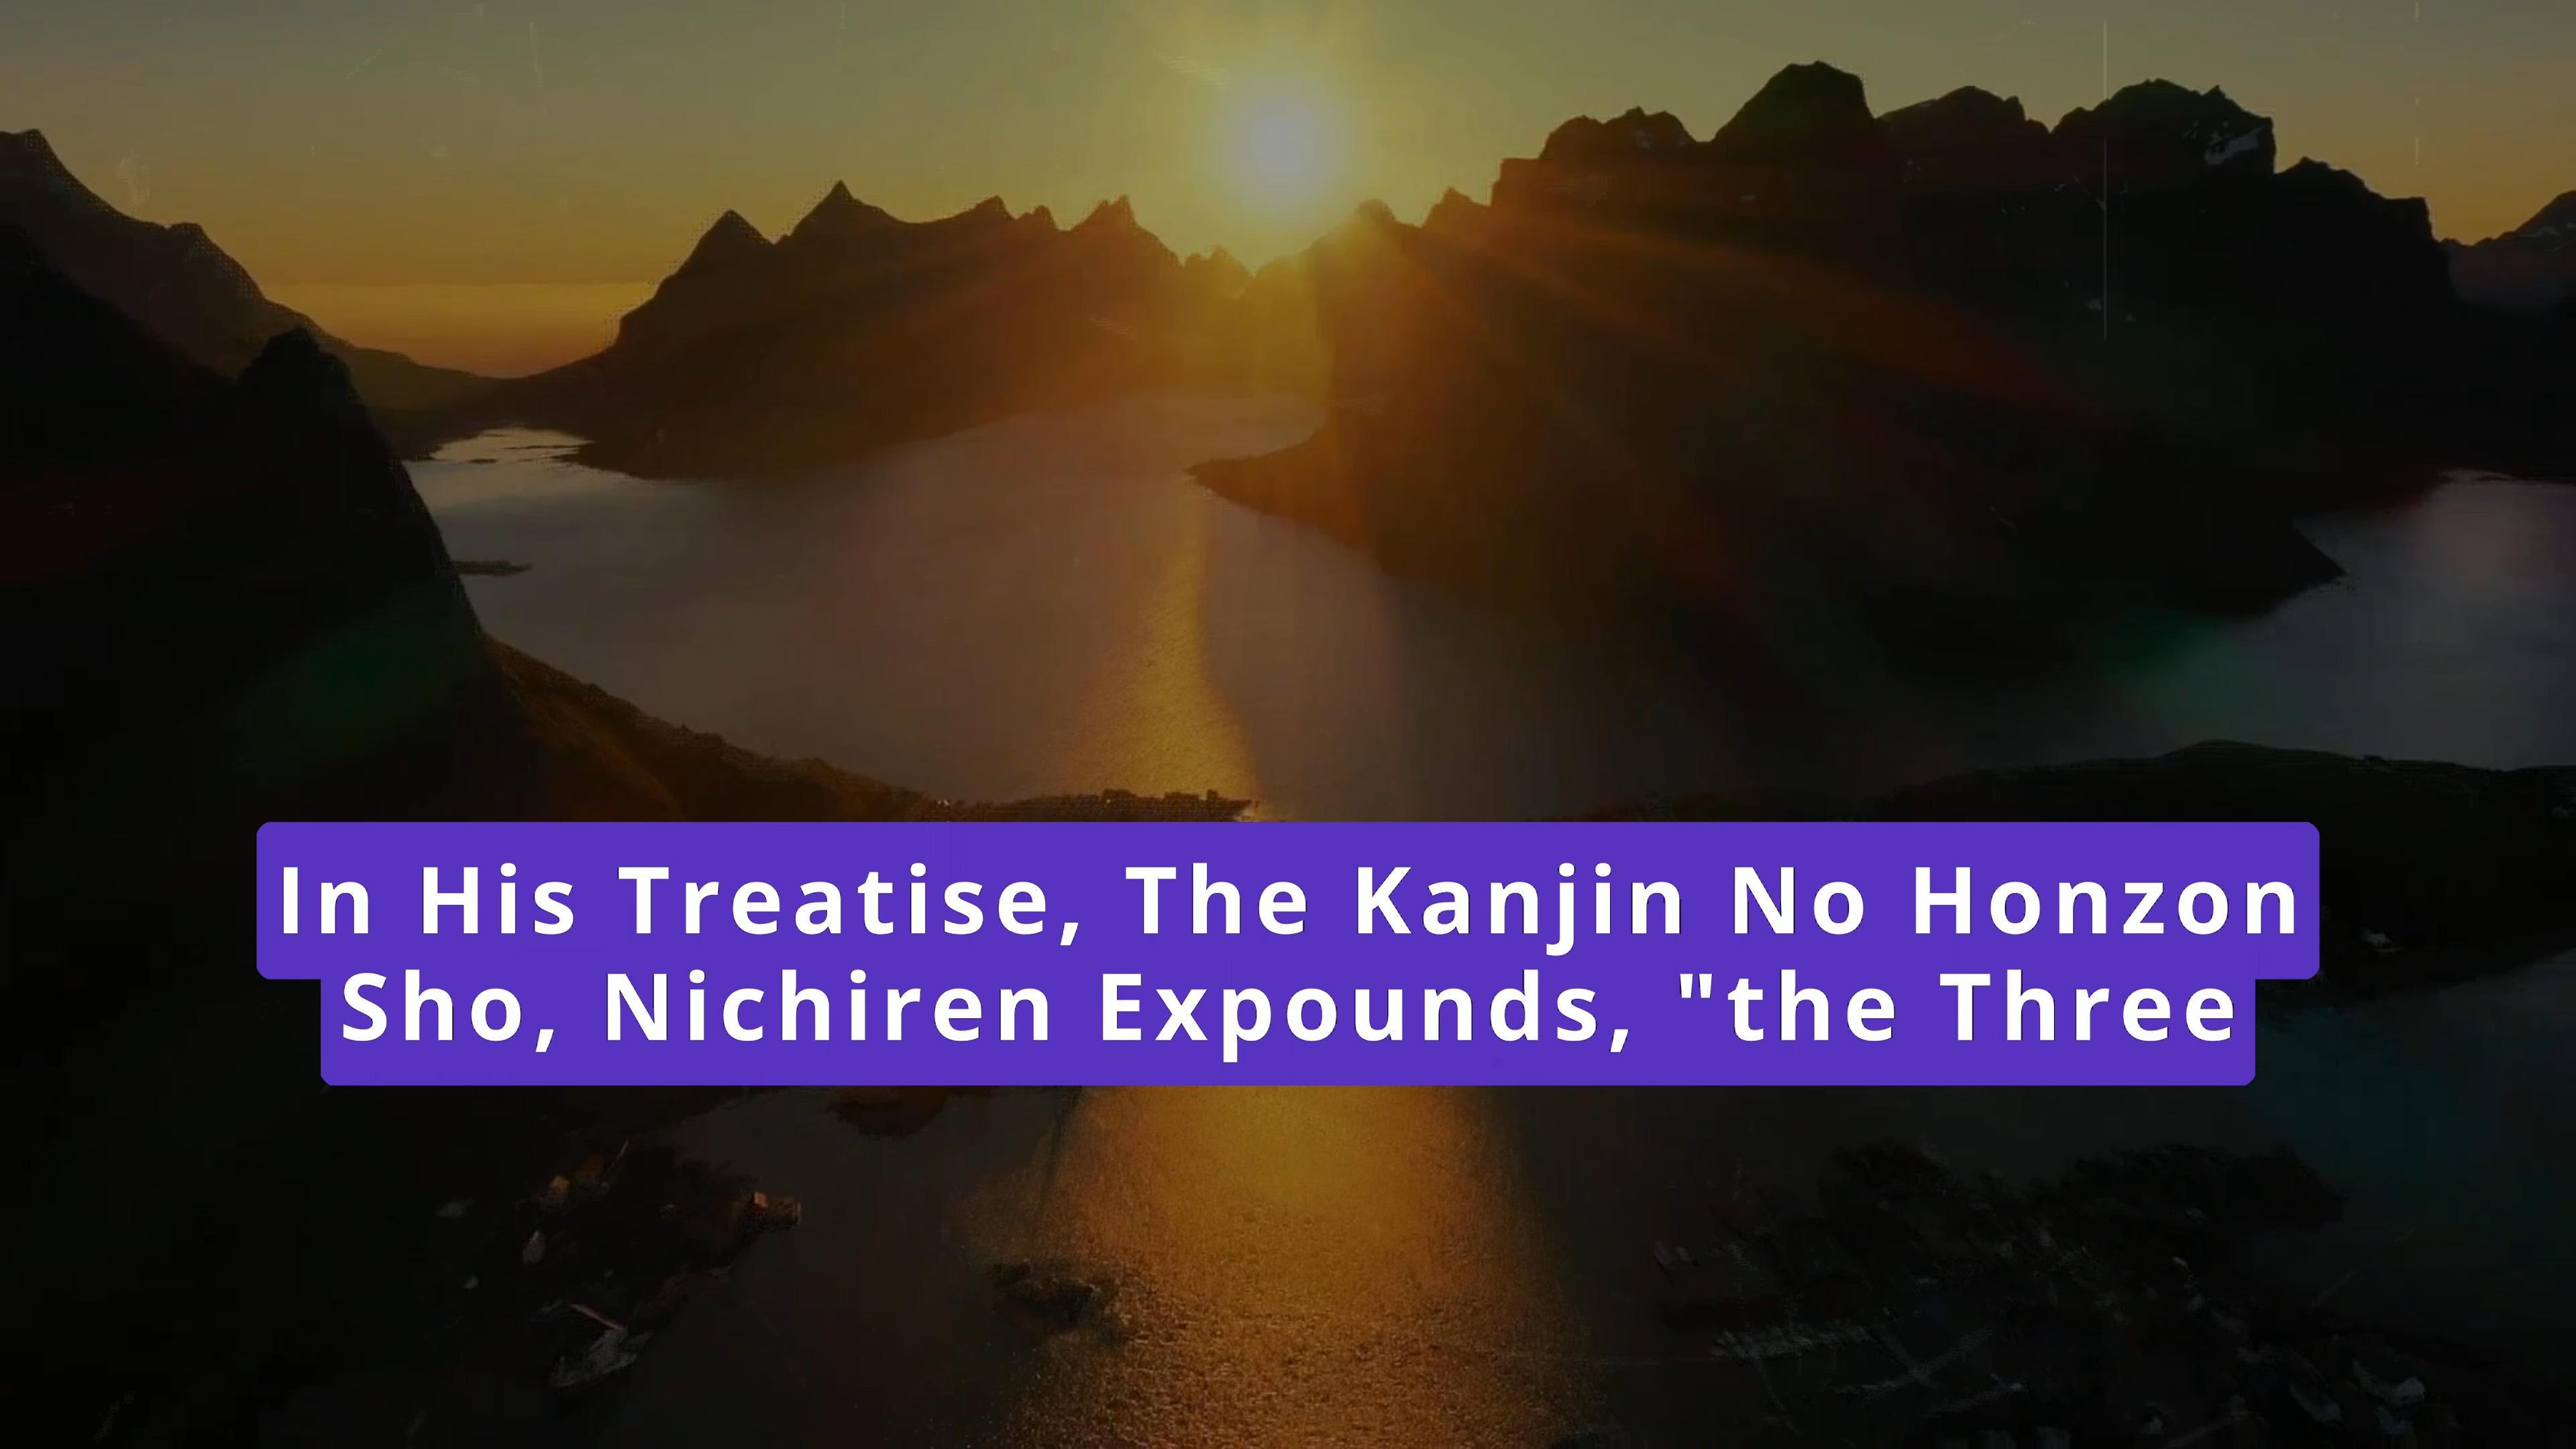 In His Treatise, The Kanjin No Honzon
Sho, Nichiren Expounds, "the Three